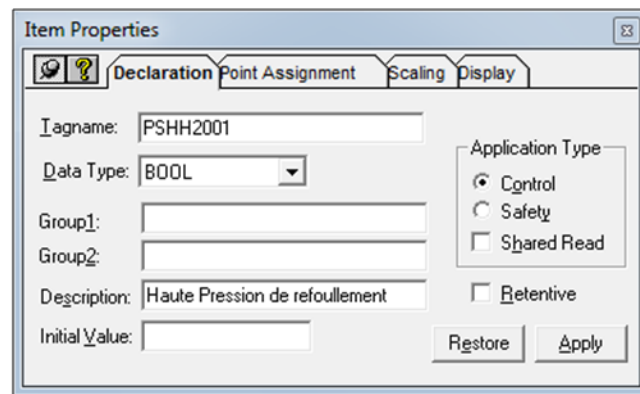 Item Properties
Declaration Point Assignment Scaling Display
Tagname: PSHH2001
Data Type: BOOL
Application Type
Control
Safety
Shared Read
Group1:
Group2:
Description: Haute Pression de refoullement
Retentive
Initial Value:
Restore Apply